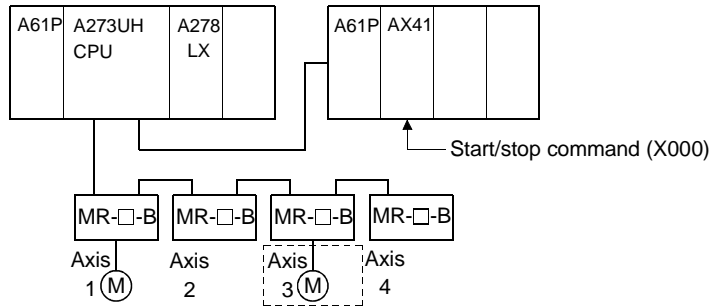 A61P A273UH CPU A278 LX
A61P AX41
Start/stop command (X000)
MR-□-B MR-□-B MR-□-B MR-□-B
Axis 1 M
Axis 2
Axis 3 M
Axis 4